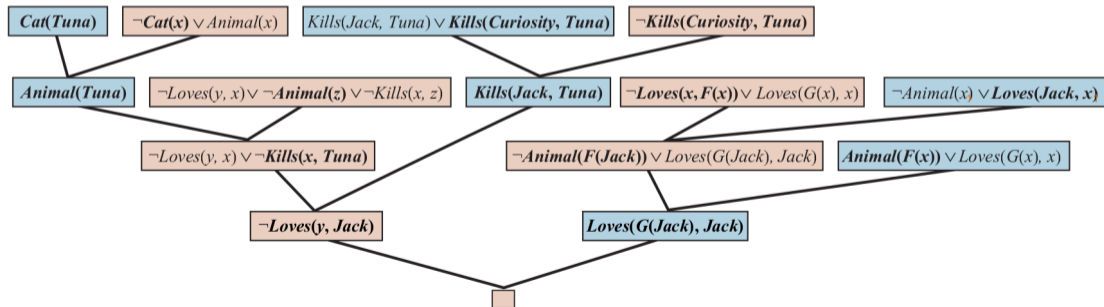 Cat(Tuna) ¬Cat(x) ∨ Animal(x) Kills(Jack, Tuna) ∨ Kills(Curiosity, Tuna) ¬Kills(Curiosity, Tuna)
Animal(Tuna) ¬Loves(y, x) ∨ ¬Animal(z) ∨ ¬Kills(x, z) Kills(Jack, Tuna) ¬Loves(x, F(x)) ∨ Loves(G(x), x) ¬Animal(x) ∨ Loves(Jack, x)
¬Loves(y, x) ∨ ¬Kills(x, Tuna) ¬Animal(F(Jack)) ∨ Loves(G(Jack), Jack) Animal(F(x)) ∨ Loves(G(x), x)
¬Loves(y, Jack) Loves(G(Jack), Jack)